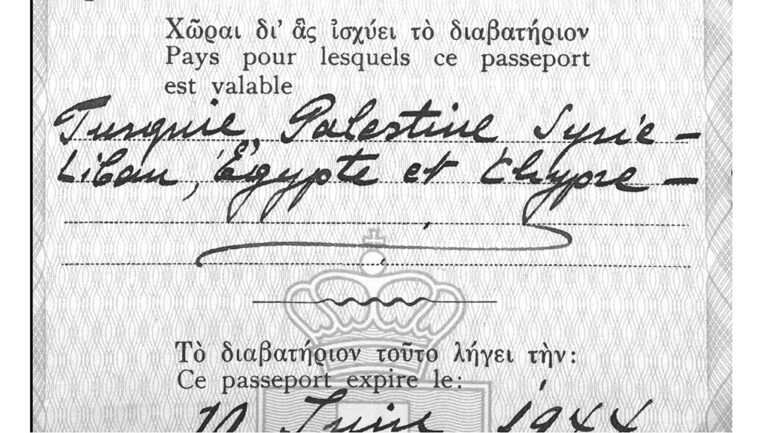 Χῶραι δι' ἃς ἰσχύει τὸ διαβατήριον
Pays pour lesquels ce passeport
est valable
Turquie, Palestine Syrie –
Liban, Égypte et Chypre –
Τὸ διαβατήριον τοῦτο λήγει τὴν:
Ce passeport expire le:
Juin 1944